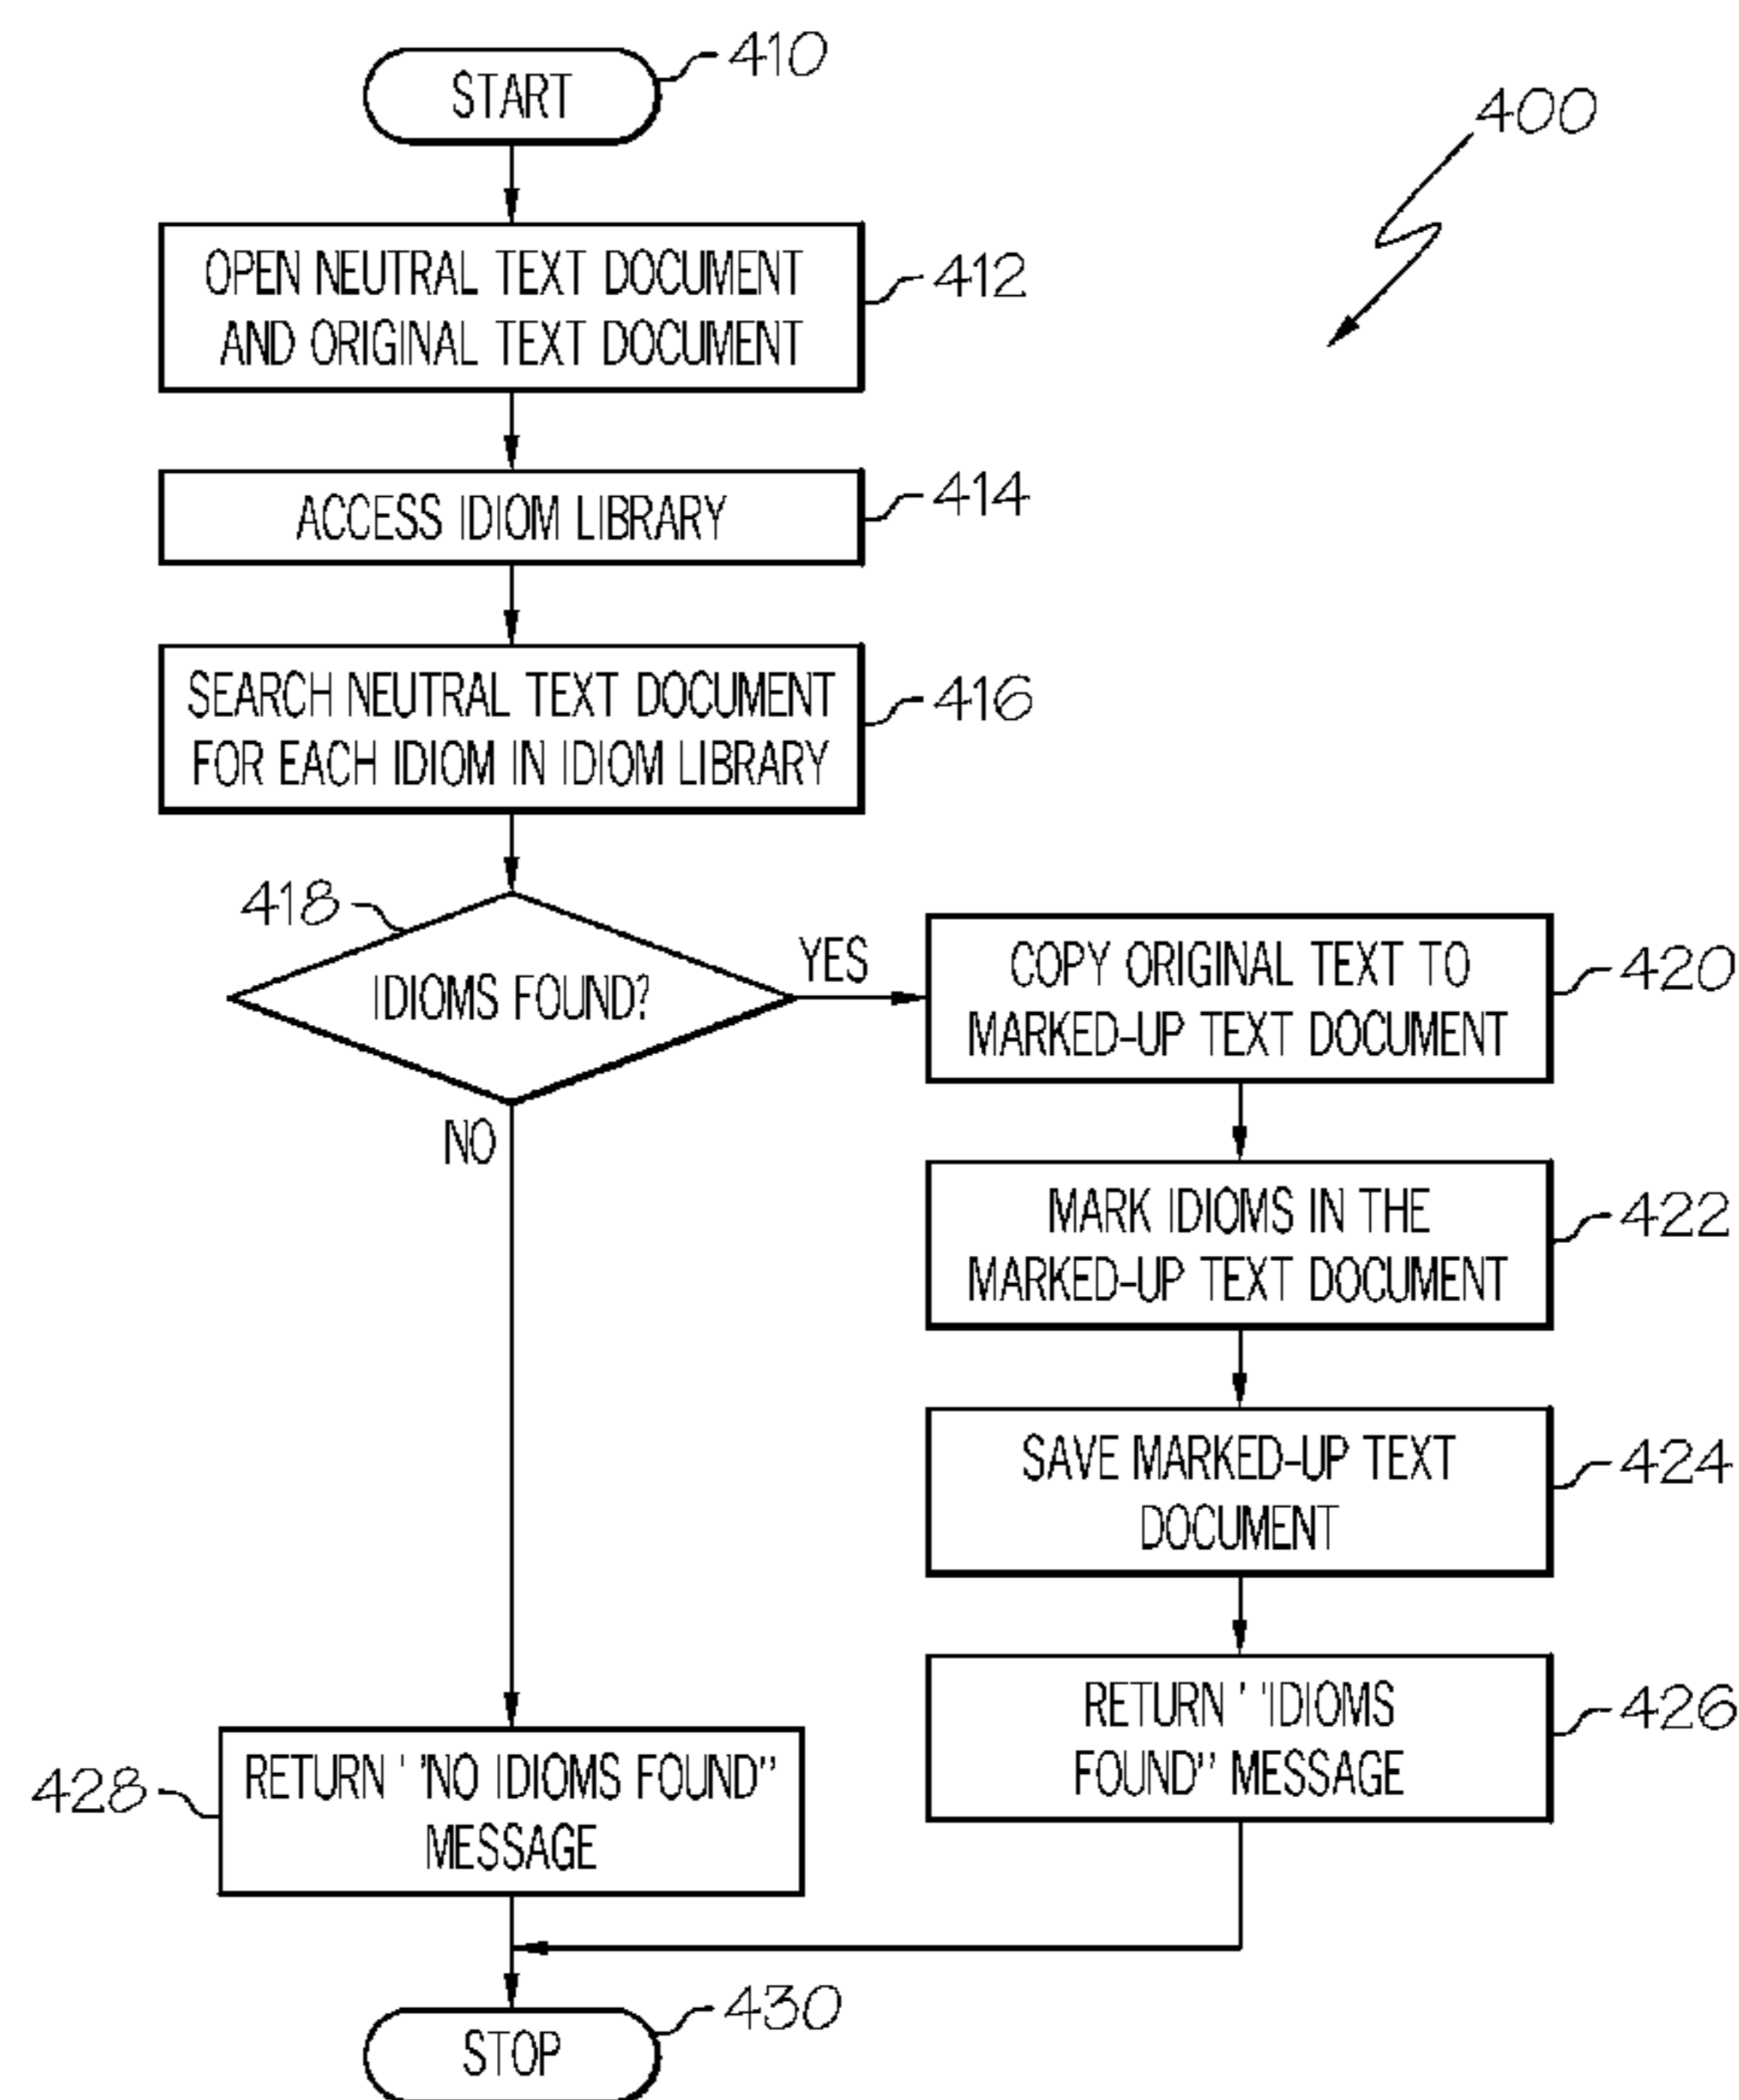 START
410
400
OPEN NEUTRAL TEXT DOCUMENT
AND ORIGINAL TEXT DOCUMENT
412
ACCESS IDIOM LIBRARY
414
SEARCH NEUTRAL TEXT DOCUMENT
FOR EACH IDIOM IN IDIOM LIBRARY
416
418
IDIOMS FOUND?
YES
NO
COPY ORIGINAL TEXT TO
MARKED-UP TEXT DOCUMENT
420
MARK IDIOMS IN THE
MARKED-UP TEXT DOCUMENT
422
SAVE MARKED-UP TEXT
DOCUMENT
424
RETURN ''IDIOMS
FOUND'' MESSAGE
426
428
RETURN ''NO IDIOMS FOUND''
MESSAGE
STOP
430